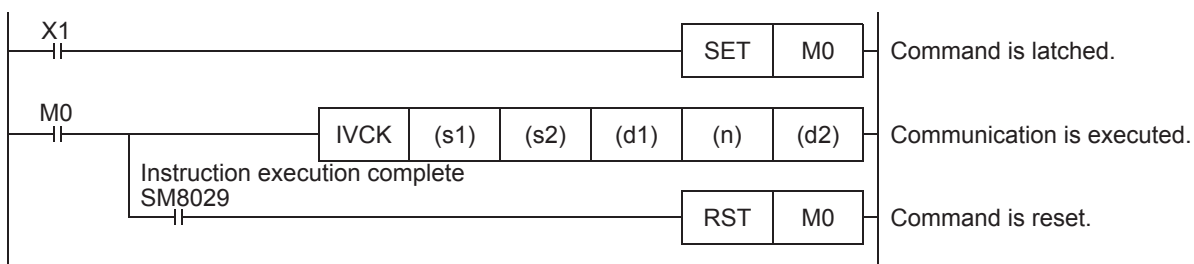 X1
SET M0 Command is latched.
M0
IVCK (s1) (s2) (d1) (n) (d2) Communication is executed.
Instruction execution complete
SM8029
RST M0 Command is reset.